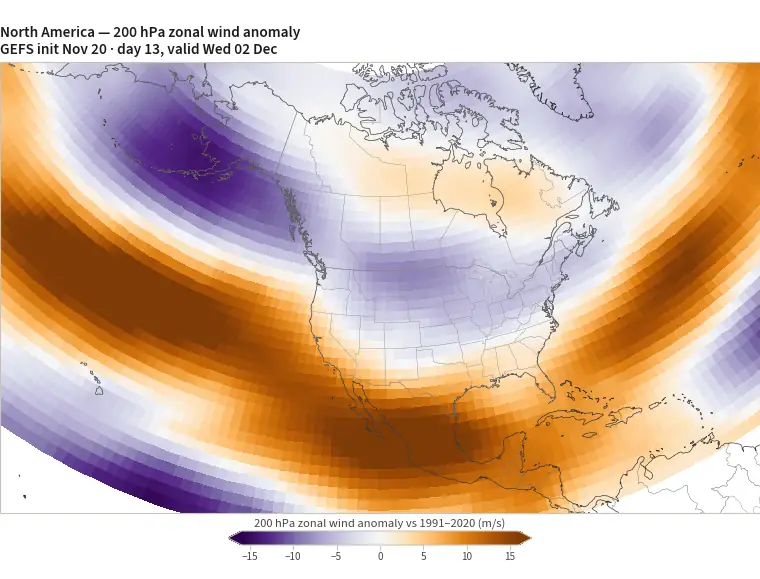 North America — 200 hPa zonal wind anomaly
GEFS init Nov 20 · day 13, valid Wed 02 Dec
200 hPa zonal wind anomaly vs 1991–2020 (m/s)
−15 −10 −5 0 5 10 15